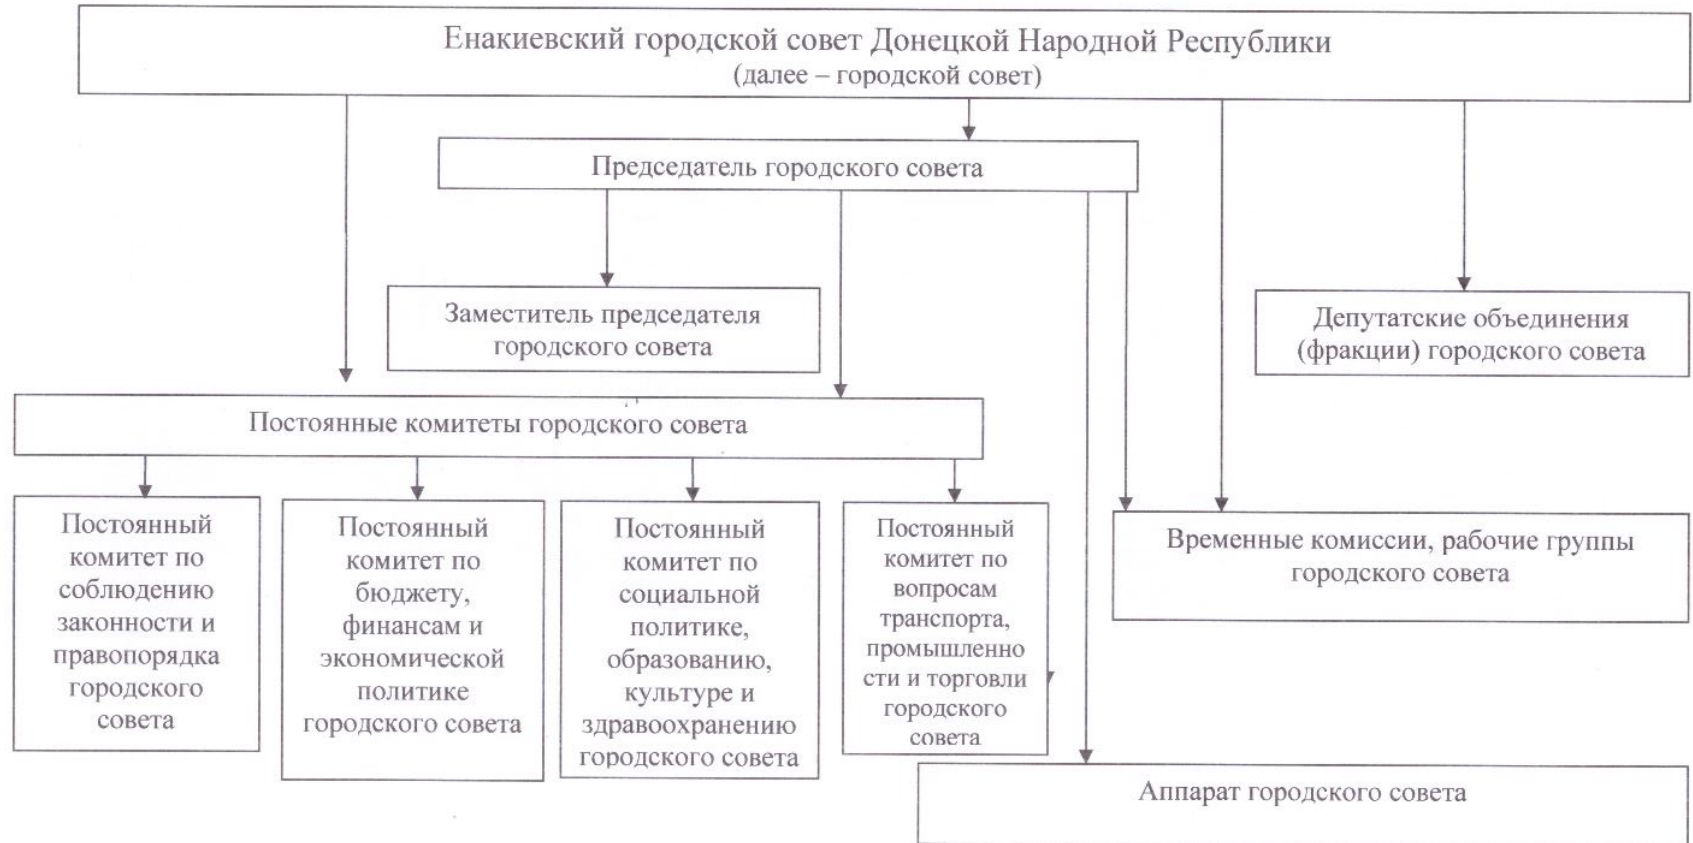 Енакиевский городской совет Донецкой Народной Республики
(далее – городской совет)
Председатель городского совета
Заместитель председателя
городского совета
Депутатские объединения
(фракции) городского совета
Постоянные комитеты городского совета
Постоянный
комитет по
соблюдению
законности и
правопорядка
городского
совета
Постоянный
комитет по
бюджету,
финансам и
экономической
политике
городского совета
Постоянный
комитет по
социальной
политике,
образованию,
культуре и
здравоохранению
городского совета
Постоянный
комитет по
вопросам
транспорта,
промышленно
сти и торговли
городского
совета
Временные комиссии, рабочие группы
городского совета
Аппарат городского совета